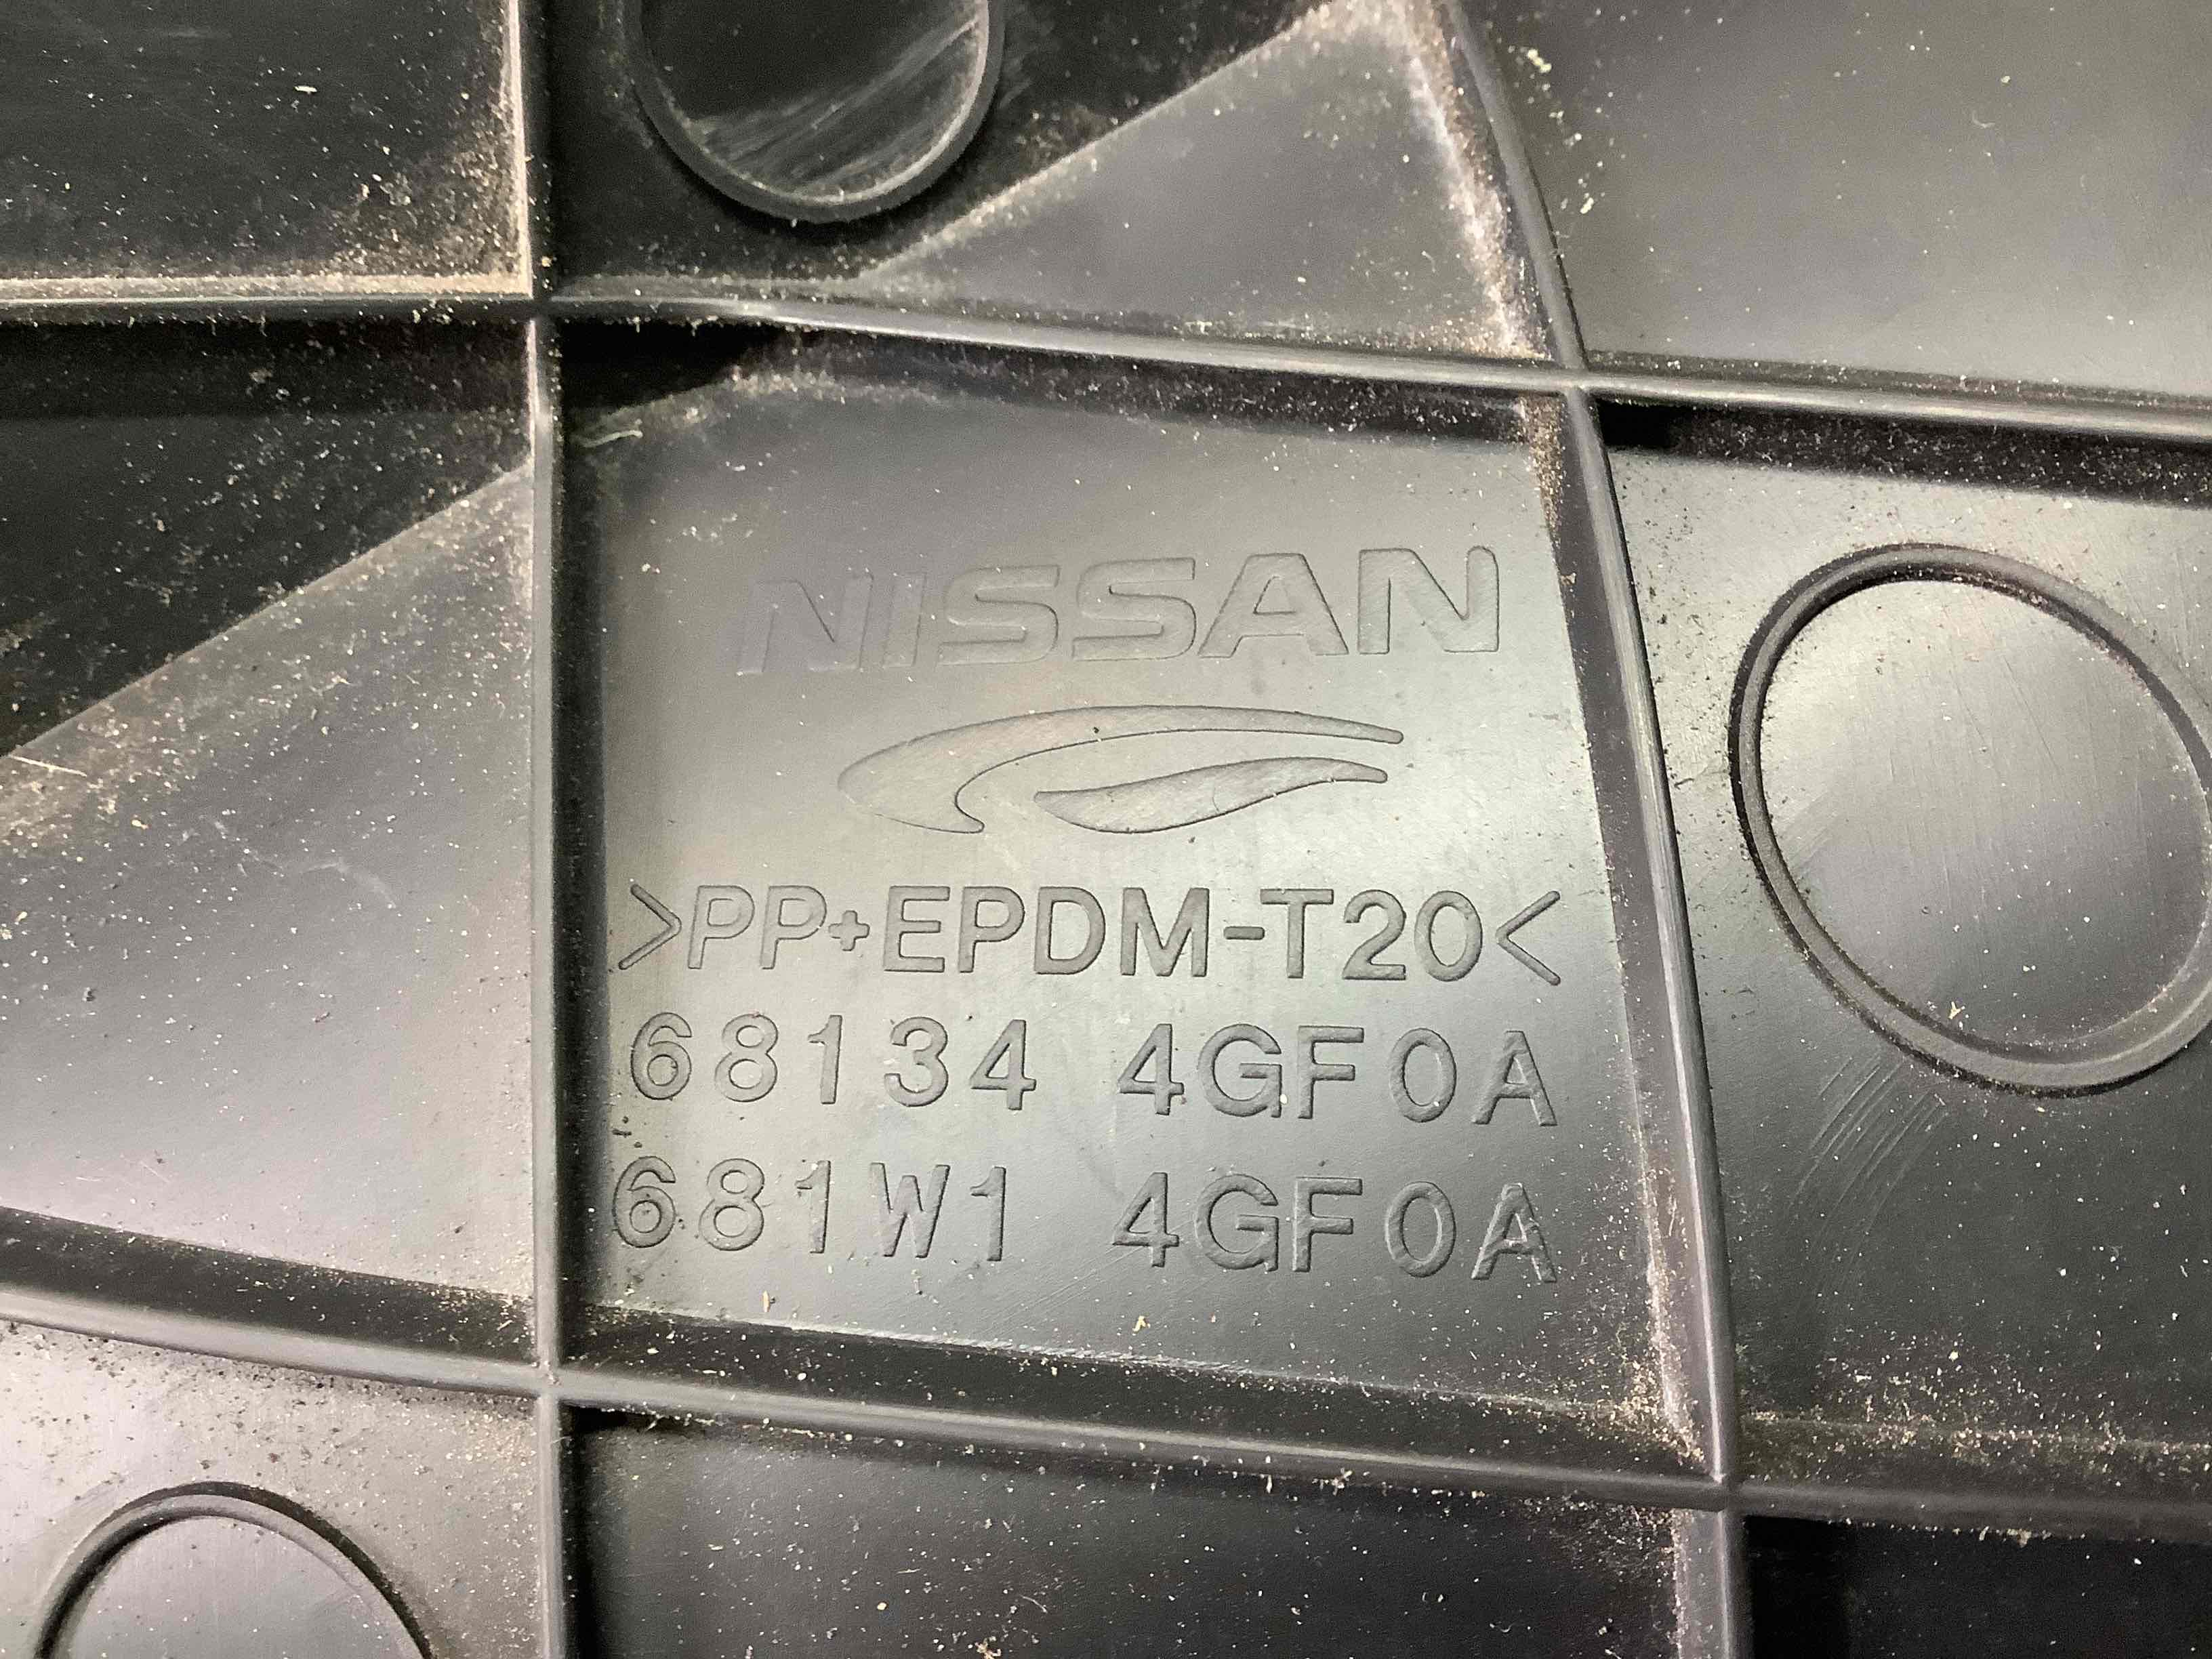 NISSAN
>PP+EPDM-T20<
68134 4GF0A
681W1 4GF0A